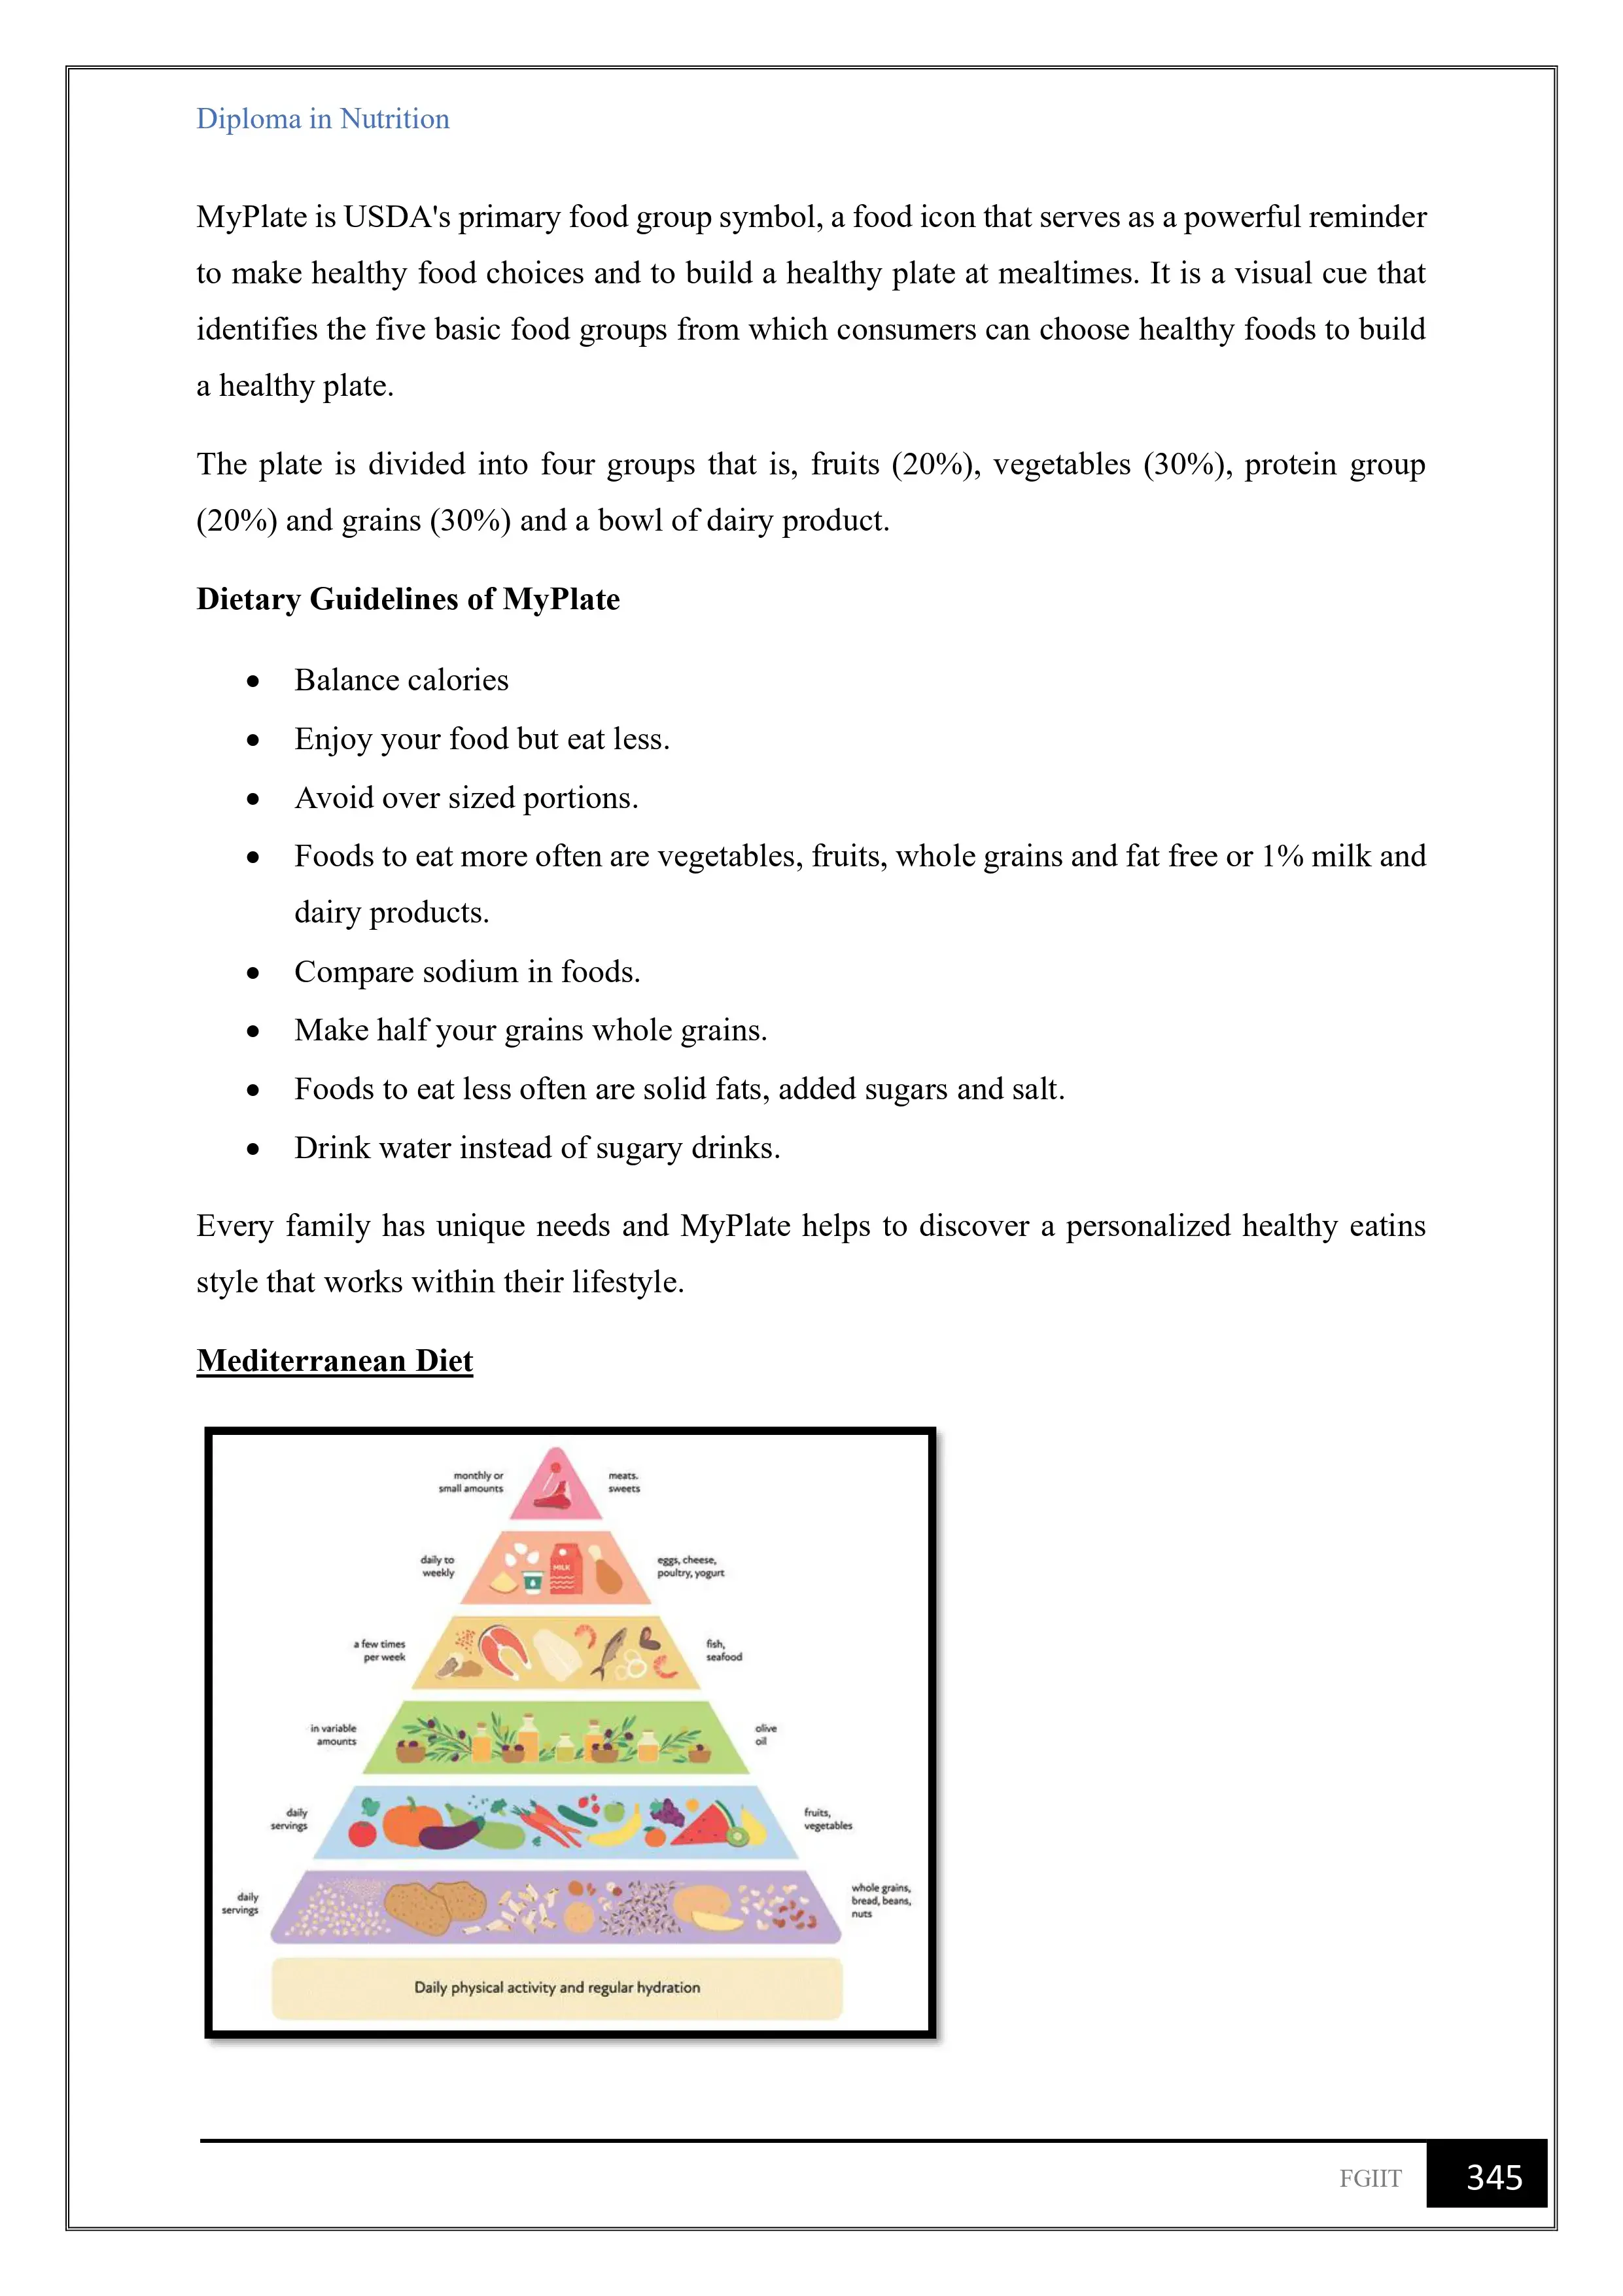 Diploma in Nutrition
MyPlate is USDA's primary food group symbol, a food icon that serves as a powerful reminder
to make healthy food choices and to build a healthy plate at mealtimes. It is a visual cue that
identifies the five basic food groups from which consumers can choose healthy foods to build
a healthy plate.
The plate is divided into four groups that is, fruits (20%), vegetables (30%), protein group
(20%) and grains (30%) and a bowl of dairy product.
Dietary Guidelines of MyPlate
• Balance calories
• Enjoy your food but eat less.
• Avoid over sized portions.
• Foods to eat more often are vegetables, fruits, whole grains and fat free or 1% milk and
dairy products.
• Compare sodium in foods.
• Make half your grains whole grains.
• Foods to eat less often are solid fats, added sugars and salt.
• Drink water instead of sugary drinks.
Every family has unique needs and MyPlate helps to discover a personalized healthy eatins
style that works within their lifestyle.
Mediterranean Diet
monthly or
small amounts
meats.
sweets
daily to
weekly
MILK
eggs, cheese,
poultry, yogurt
a few times
per week
fish,
seafood
in variable
amounts
olive
oil
daily
servings
fruits,
vegetables
daily
servings
whole grains,
bread, beans,
nuts
Daily physical activity and regular hydration
FGIIT
345